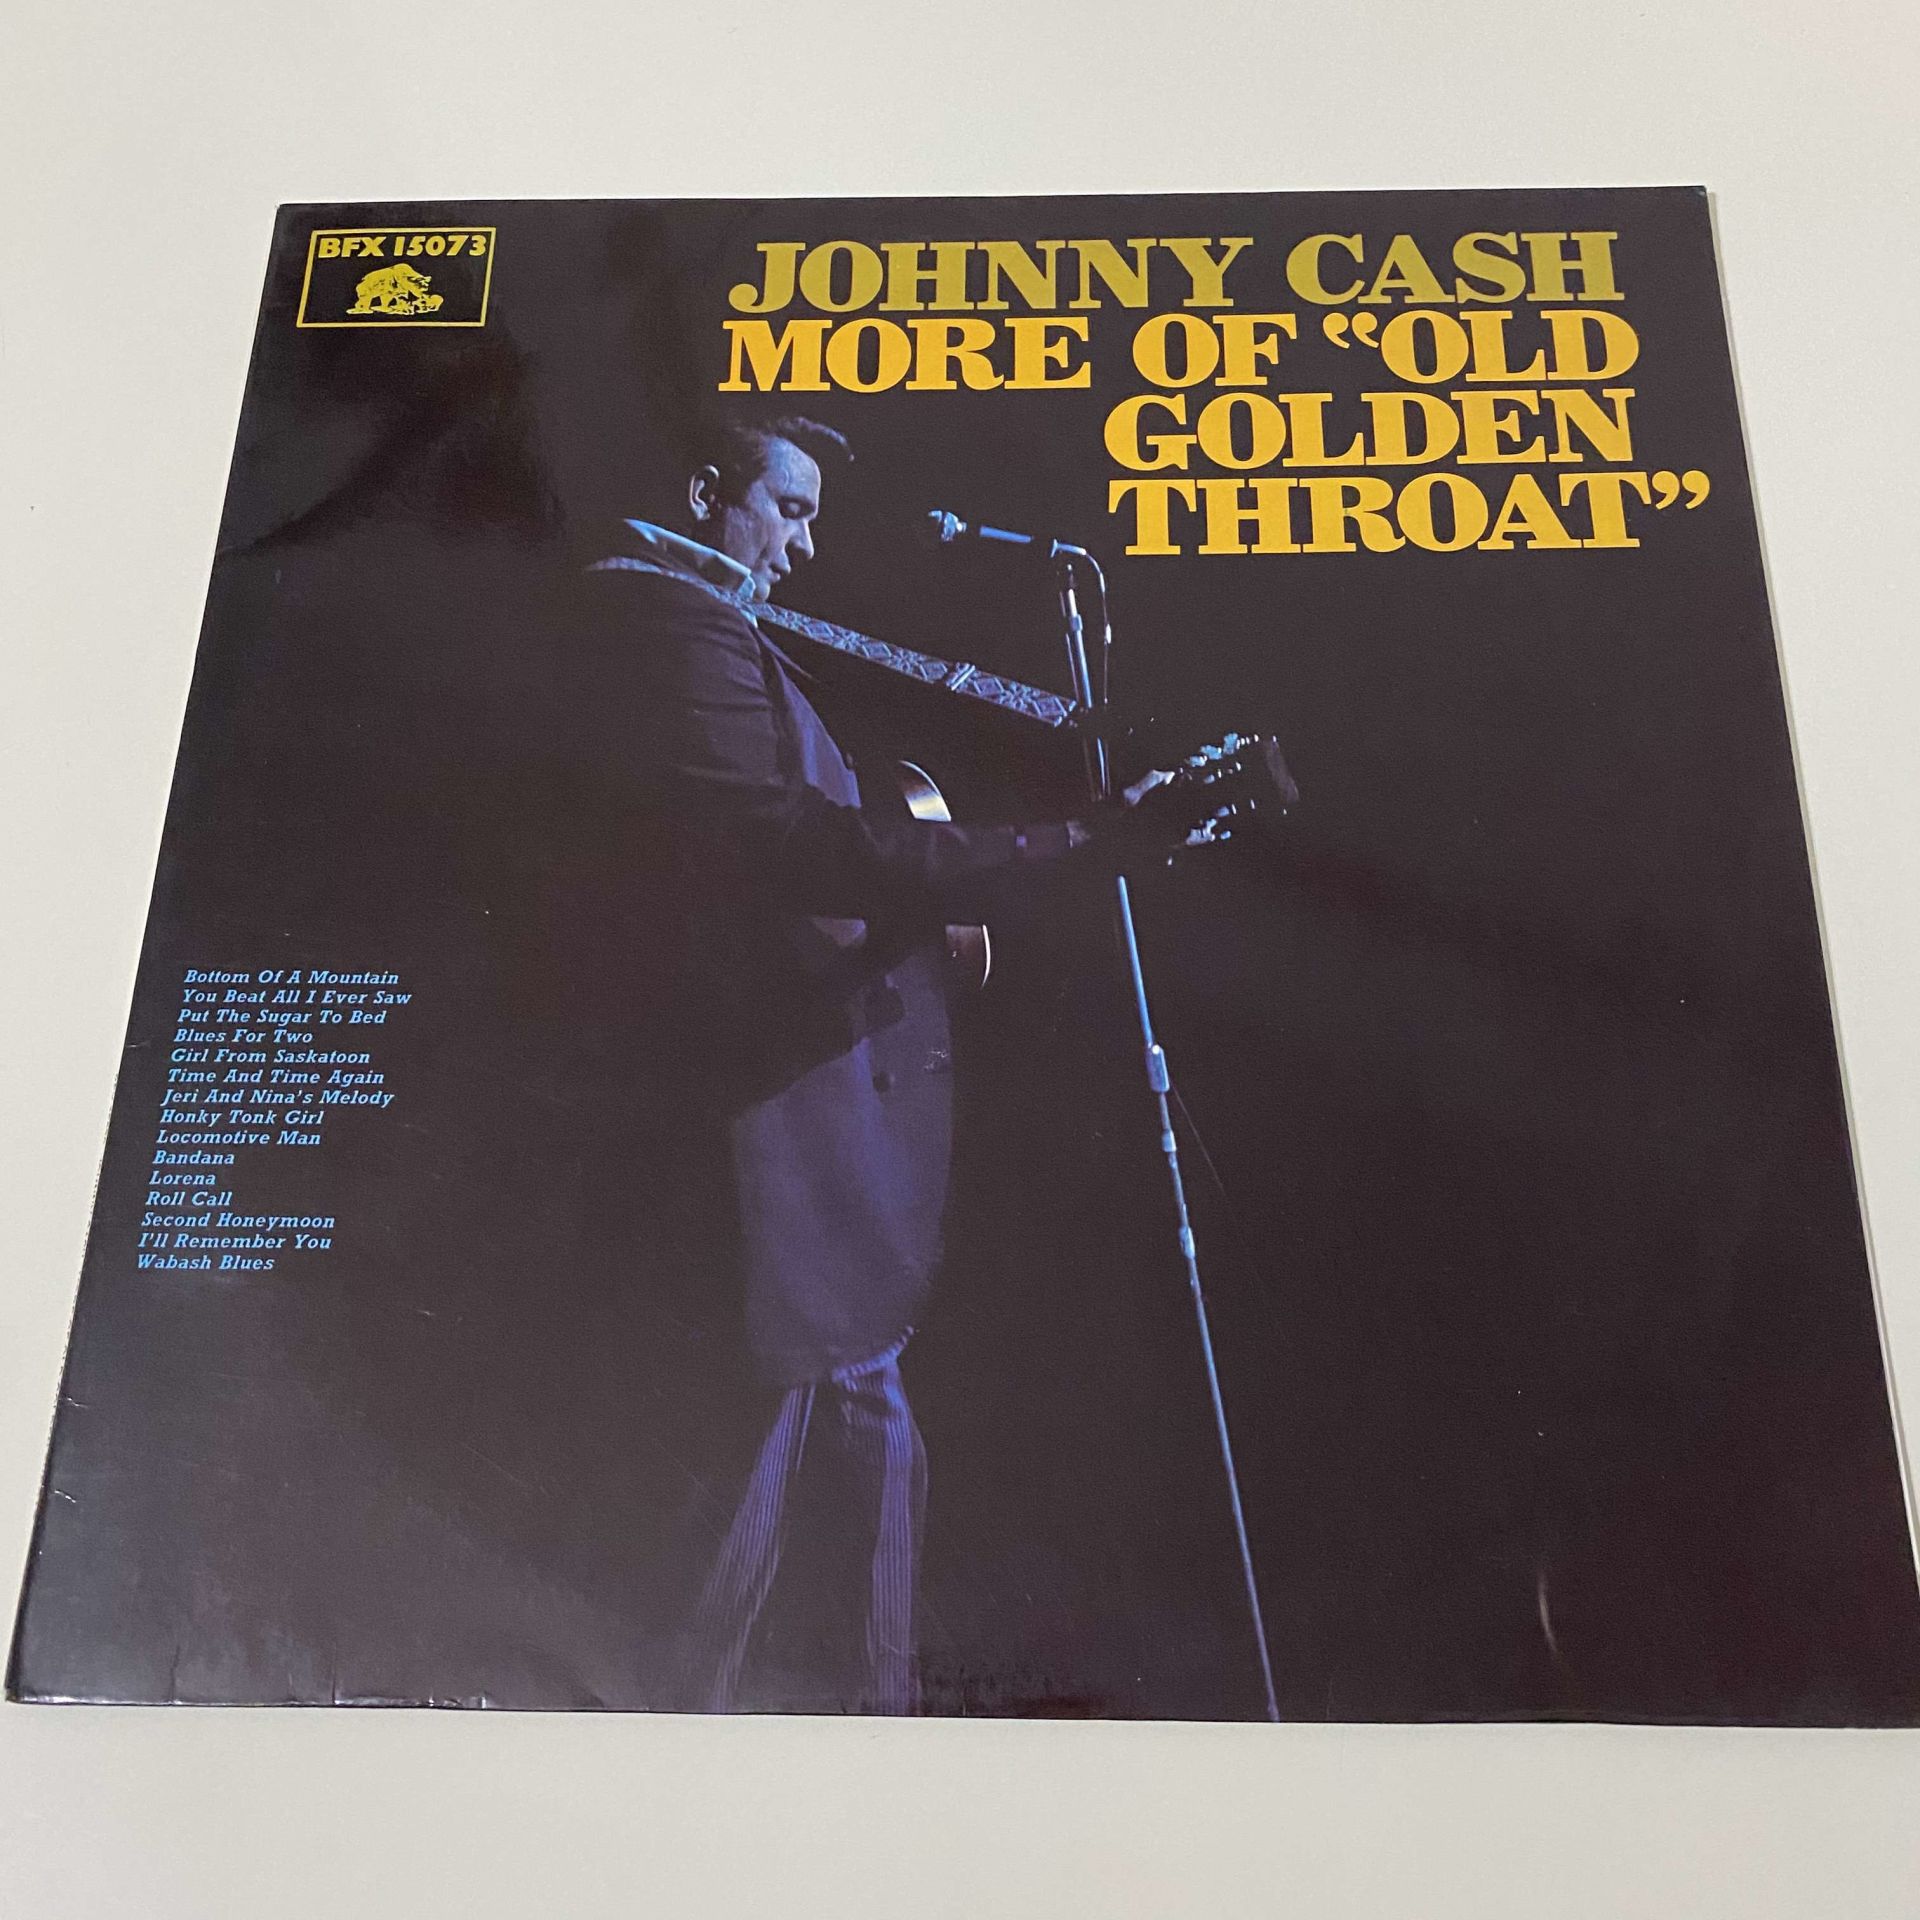 BFX 15073
JOHNNY CASH
MORE OF “OLD
GOLDEN
THROAT”
Bottom Of A Mountain
You Beat All I Ever Saw
Put The Sugar To Bed
Blues For Two
Girl From Saskatoon
Time And Time Again
Jeri And Nina's Melody
Honky Tonk Girl
Locomotive Man
Bandana
Lorena
Roll Call
Second Honeymoon
I'll Remember You
Wabash Blues